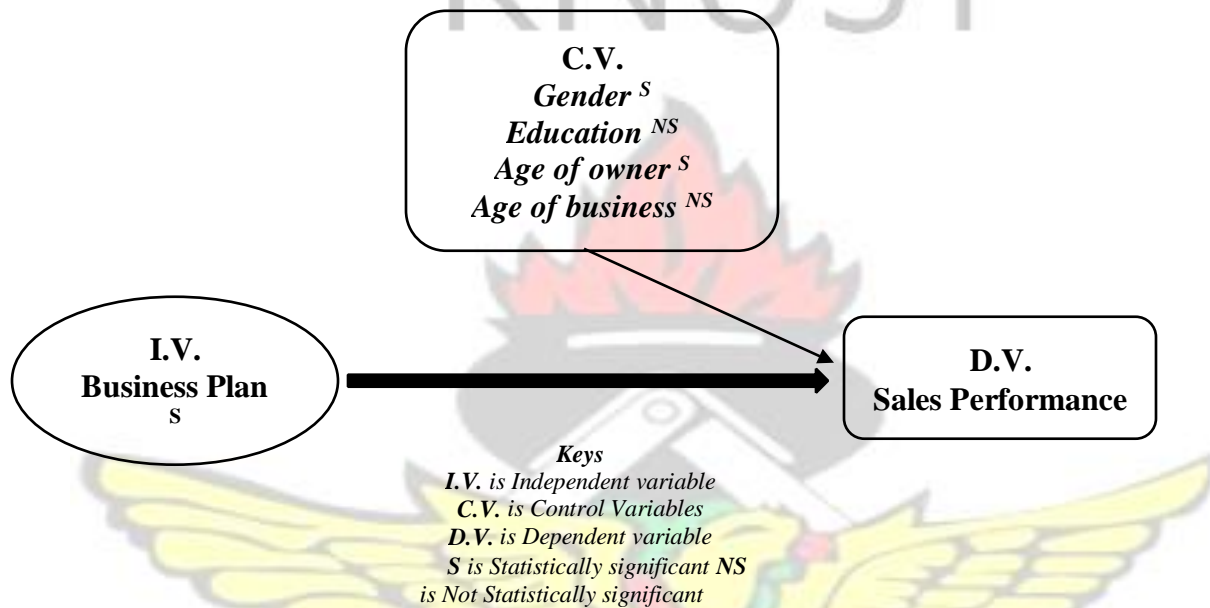 KNUST
C.V.
Gender S
Education NS
Age of owner S
Age of business NS
I.V.
Business Plan
S
D.V.
Sales Performance
Keys
I.V. is Independent variable
C.V. is Control Variables
D.V. is Dependent variable
S is Statistically significant NS
is Not Statistically significant